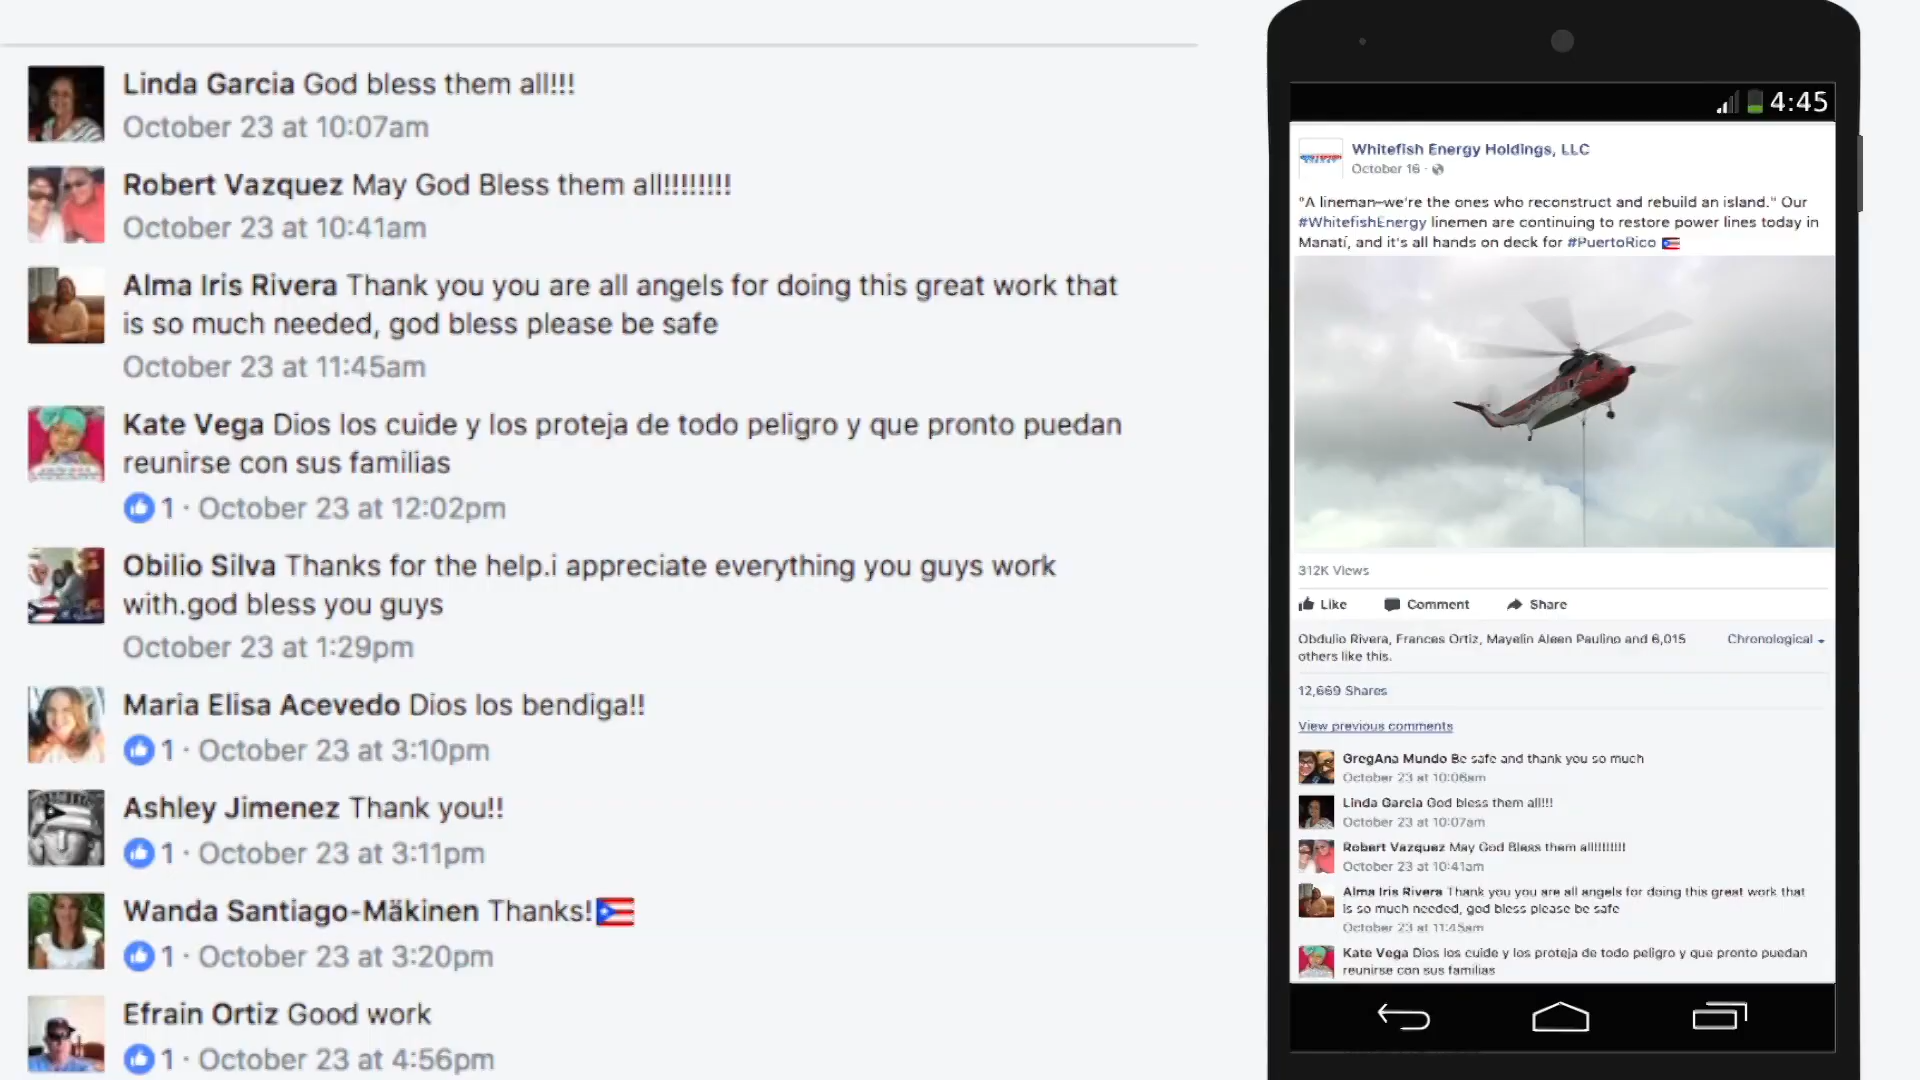 Linda Garcia God bless them all!!!
October 23 at 10:07am
Robert Vazquez May God Bless them all!!!!!!!!
October 23 at 10:41am
Alma Iris Rivera Thank you you are all angels for doing this great work that
is so much needed, god bless please be safe
October 23 at 11:45am
Kate Vega Dios los cuide y los proteja de todo peligro y que pronto puedan
reunirse con sus familias
1 · October 23 at 12:02pm
Obilio Silva Thanks for the help.i appreciate everything you guys work
with.god bless you guys
October 23 at 1:29pm
Maria Elisa Acevedo Dios los bendiga!!
1 · October 23 at 3:10pm
Ashley Jimenez Thank you!!
1 · October 23 at 3:11pm
Wanda Santiago-Mäkinen Thanks!🇵🇷
1 · October 23 at 3:20pm
Efrain Ortiz Good work
1 · October 23 at 4:56pm
4:45
Whitefish Energy Holdings, LLC
October 16 ·
"A lineman–we're the ones who reconstruct and rebuild an island." Our
#WhitefishEnergy linemen are continuing to restore power lines today in
Manatí, and it's all hands on deck for #PuertoRico 🇵🇷
312K Views
Like Comment Share
Obdulio Rivera, Frances Ortiz, Mayelin Aleen Paulino and 6,015 Chronological
others like this.
12,669 Shares
View previous comments
GregAna Mundo Be safe and thank you so much
October 23 at 10:06am
Linda Garcia God bless them all!!!
October 23 at 10:07am
Robert Vazquez May God Bless them all!!!!!!!!
October 23 at 10:41am
Alma Iris Rivera Thank you you are all angels for doing this great work that
is so much needed, god bless please be safe
October 23 at 11:45am
Kate Vega Dios los cuide y los proteja de todo peligro y que pronto puedan
reunirse con sus familias